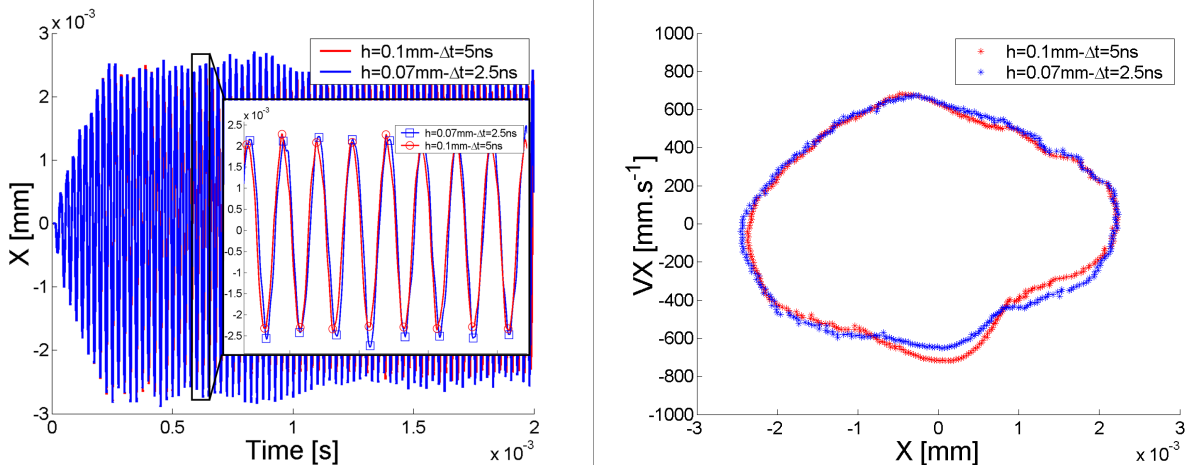 x 10⁻³
3
2
1
0
-1
-2
-3
X [mm]
0
0.5
1
1.5
2
x 10⁻³
Time [s]
h=0.1mm-Δt=5ns
h=0.07mm-Δt=2.5ns
x 10⁻³
2.5
2
1.5
1
0.5
0
-0.5
-1
-1.5
-2
-2.5
h=0.07mm-Δt=2.5ns
h=0.1mm-Δt=5ns
1000
800
600
400
200
0
-200
-400
-600
-800
-1000
VX [mm.s⁻¹]
-3
-2
-1
0
1
2
3
x 10⁻³
X [mm]
h=0.1mm-Δt=5ns
h=0.07mm-Δt=2.5ns